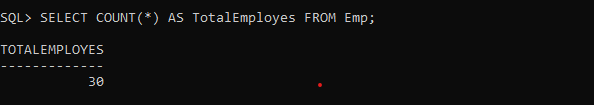 SQL> SELECT COUNT(*) AS TotalEmployes FROM Emp;
TOTALEMPLOYES
-------------
30